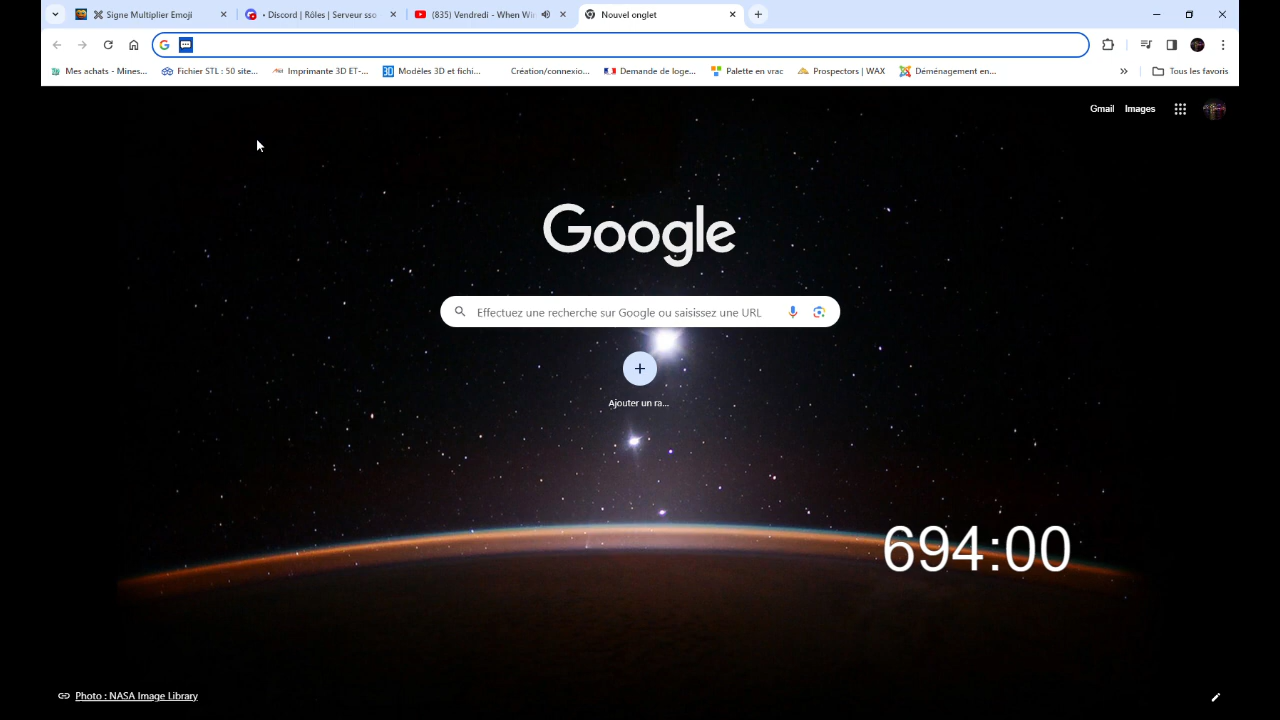 Signe Multiplier Emoji
• Discord | Rôles | Serveur sso
(835) Vendredi - When Wi
Nouvel onglet
Mes achats - Mines...
Fichier STL : 50 site...
Imprimante 3D ET-...
Modèles 3D et fichi...
Création/connexio...
Demande de loge...
Palette en vrac
Prospectors | WAX
Déménagement en...
Tous les favoris
Gmail
Images
Google
Effectuez une recherche sur Google ou saisissez une URL
Ajouter un ra...
694:00
Photo : NASA Image Library